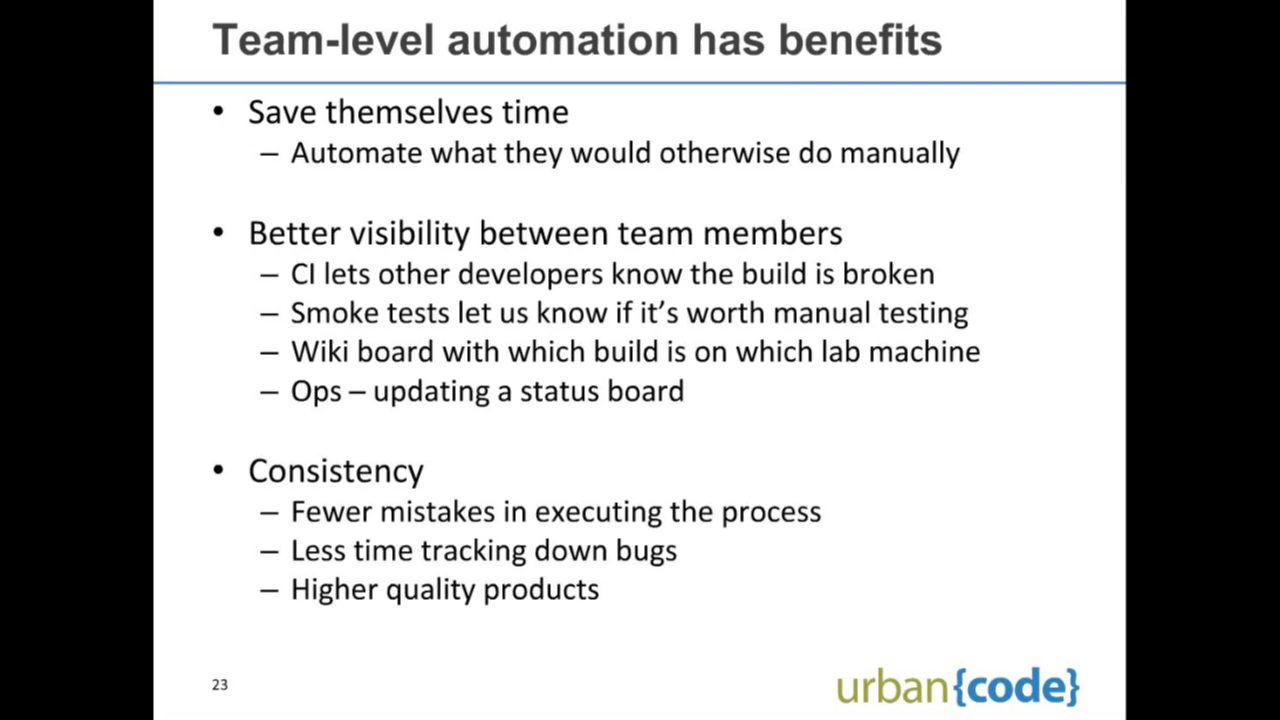 Team-level automation has benefits
• Save themselves time
– Automate what they would otherwise do manually
• Better visibility between team members
– CI lets other developers know the build is broken
– Smoke tests let us know if it’s worth manual testing
– Wiki board with which build is on which lab machine
– Ops – updating a status board
• Consistency
– Fewer mistakes in executing the process
– Less time tracking down bugs
– Higher quality products
23
urban{code}